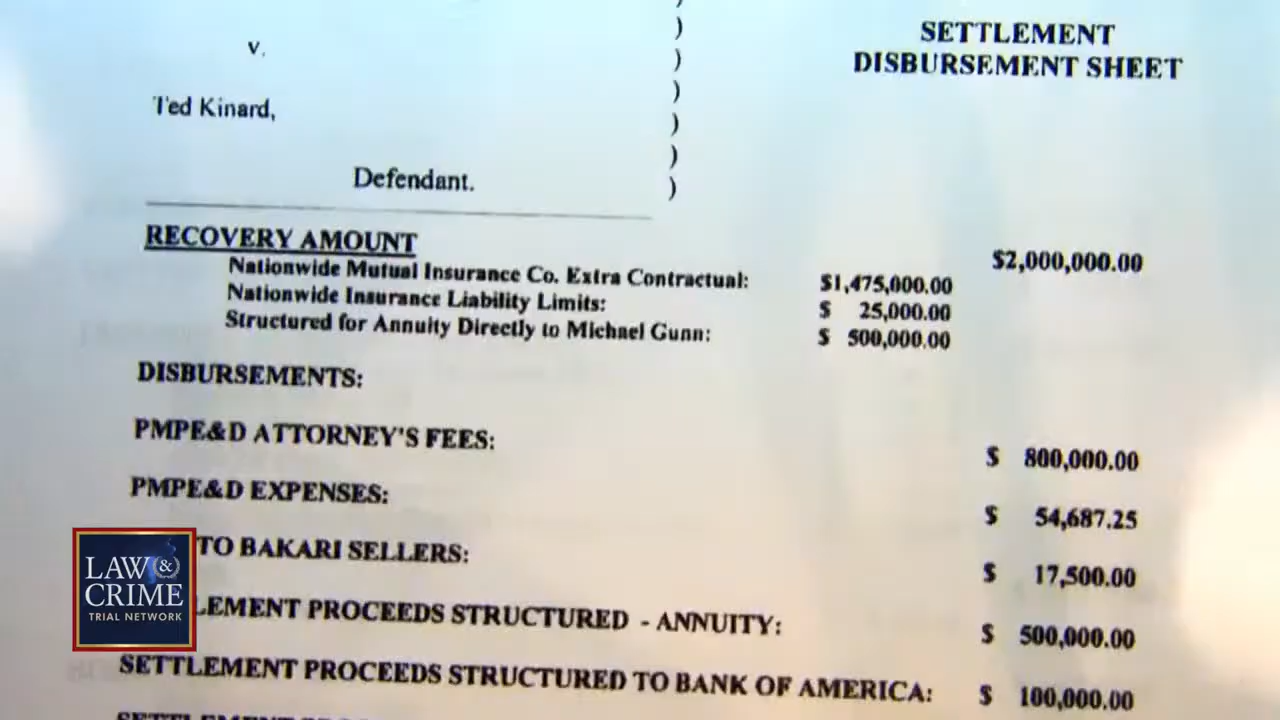 v.
SETTLEMENT
DISBURSEMENT SHEET
Ted Kinard,
Defendant.
)
)
)
)
)
)
RECOVERY AMOUNT $2,000,000.00
Nationwide Mutual Insurance Co. Extra Contractual: $1,475,000.00
Nationwide Insurance Liability Limits: $ 25,000.00
Structured for Annuity Directly to Michael Gunn: $ 500,000.00
DISBURSEMENTS:
PMPE&D ATTORNEY'S FEES: $ 800,000.00
PMPE&D EXPENSES: $ 54,687.25
TO BAKARI SELLERS: $ 17,500.00
LEMENT PROCEEDS STRUCTURED - ANNUITY: $ 500,000.00
SETTLEMENT PROCEEDS STRUCTURED TO BANK OF AMERICA: $ 100,000.00
LAW &
CRIME
TRIAL NETWORK